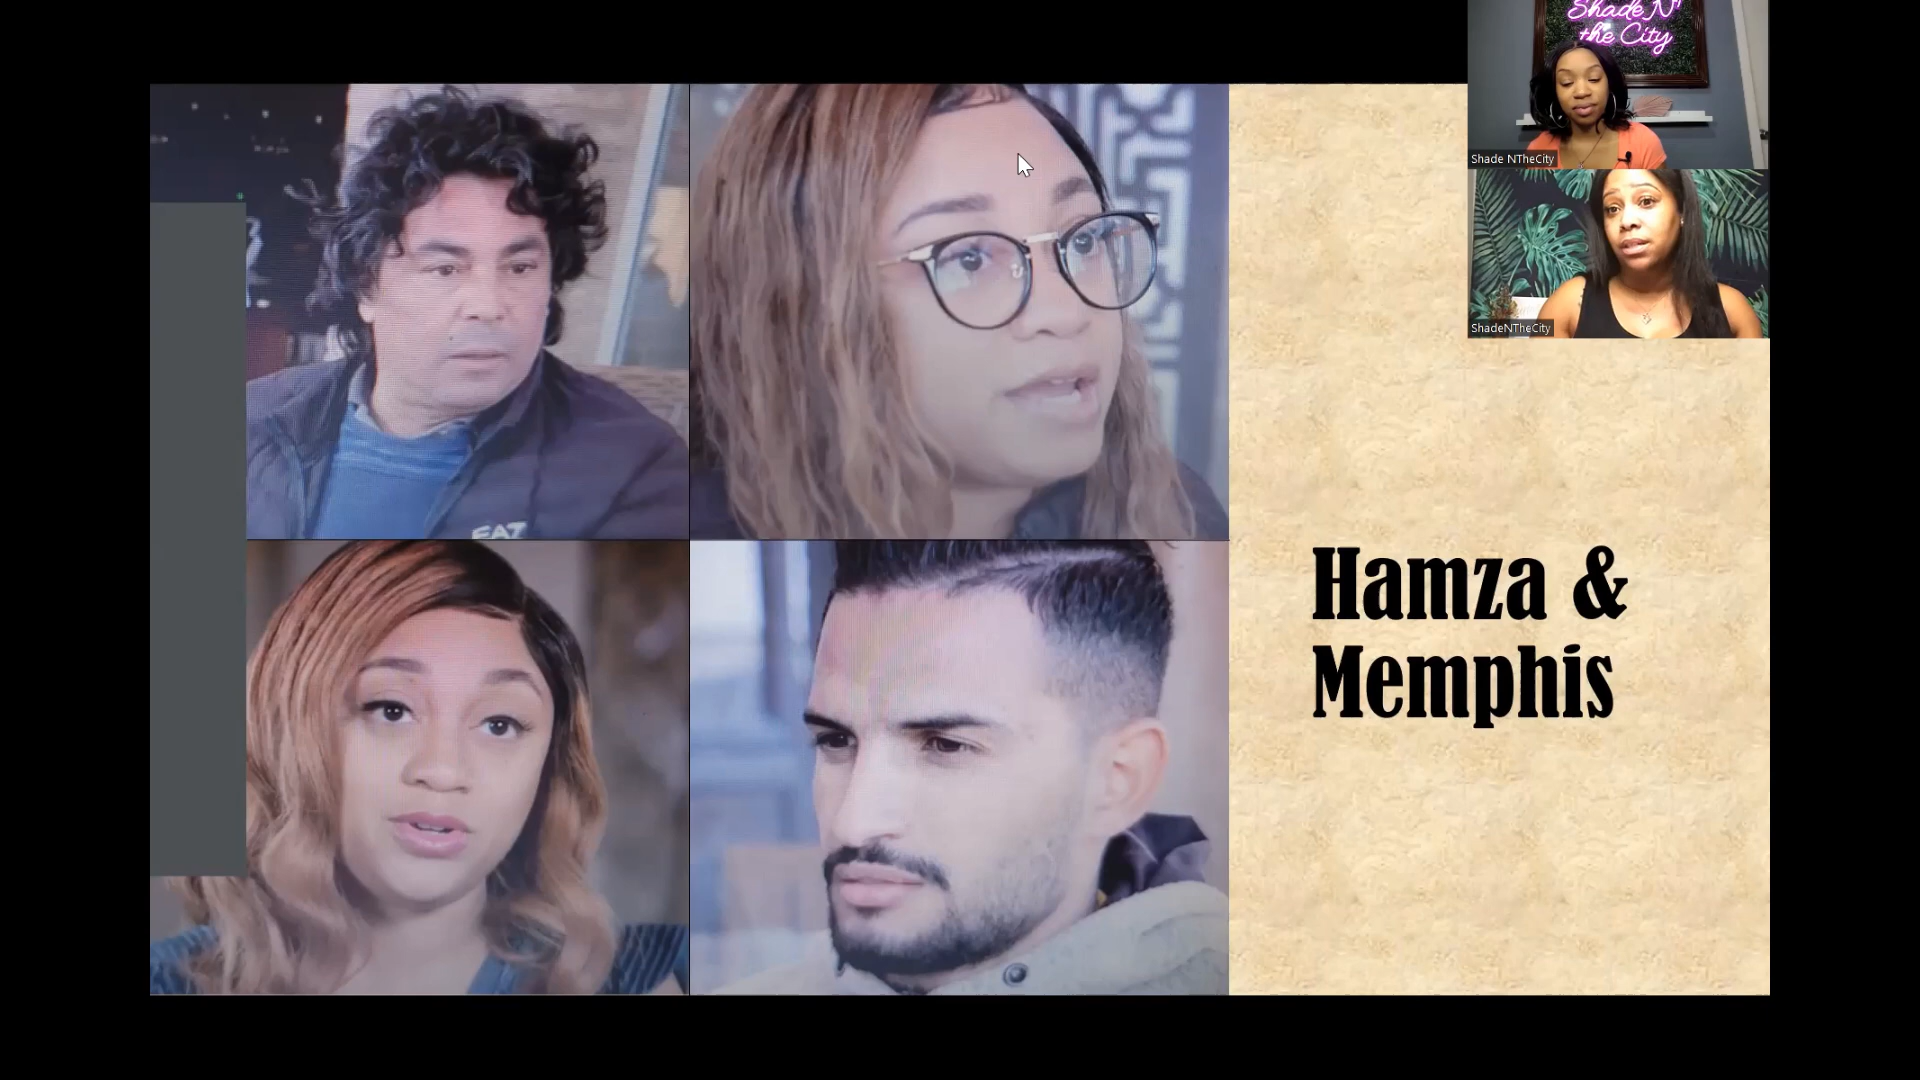 Shade N'
the City
Shade NTheCity
ShadeNTheCity
EA7
Hamza &
Memphis